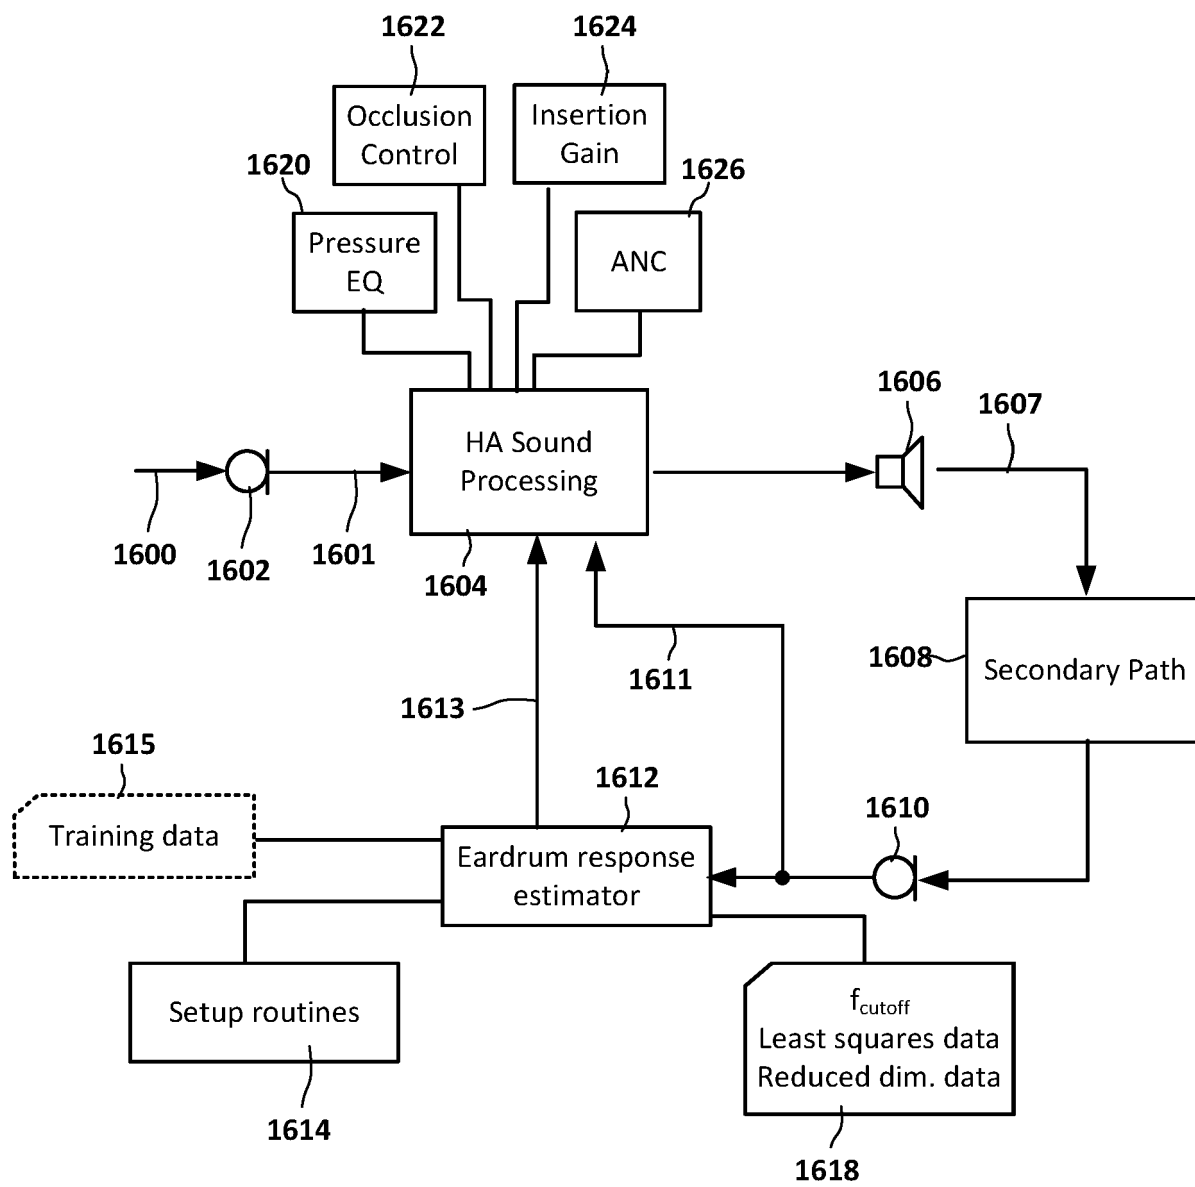 1622
1624
Occlusion
Control
Insertion
Gain
1620
1626
Pressure
EQ
ANC
1606
1607
HA Sound
Processing
1600
1602
1601
1604
1608
Secondary Path
1611
1613
1615
1612
1610
Training data
Eardrum response
estimator
Setup routines
fcutoff
Least squares data
Reduced dim. data
1614
1618